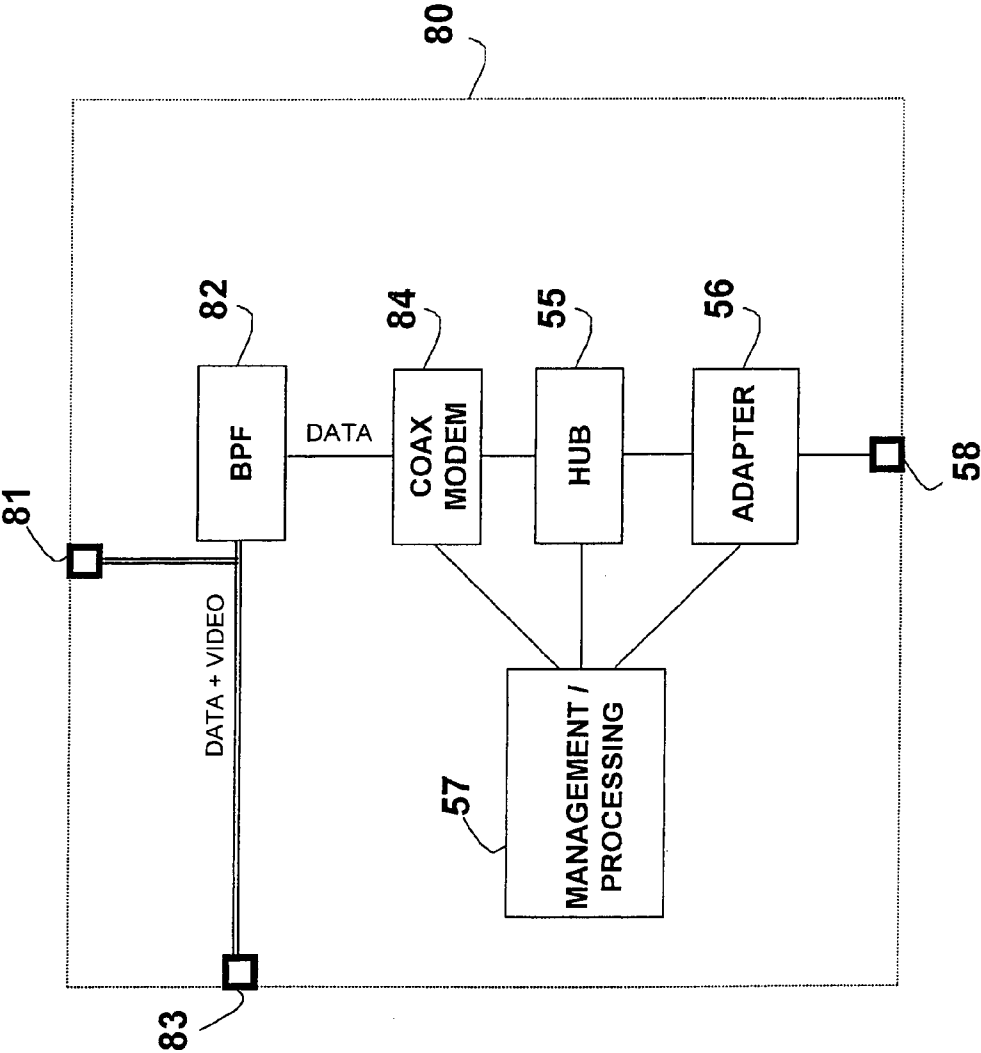 80
81
82
BPF
DATA
84
COAX
MODEM
55
HUB
56
ADAPTER
58
DATA + VIDEO
83
57
MANAGEMENT /
PROCESSING